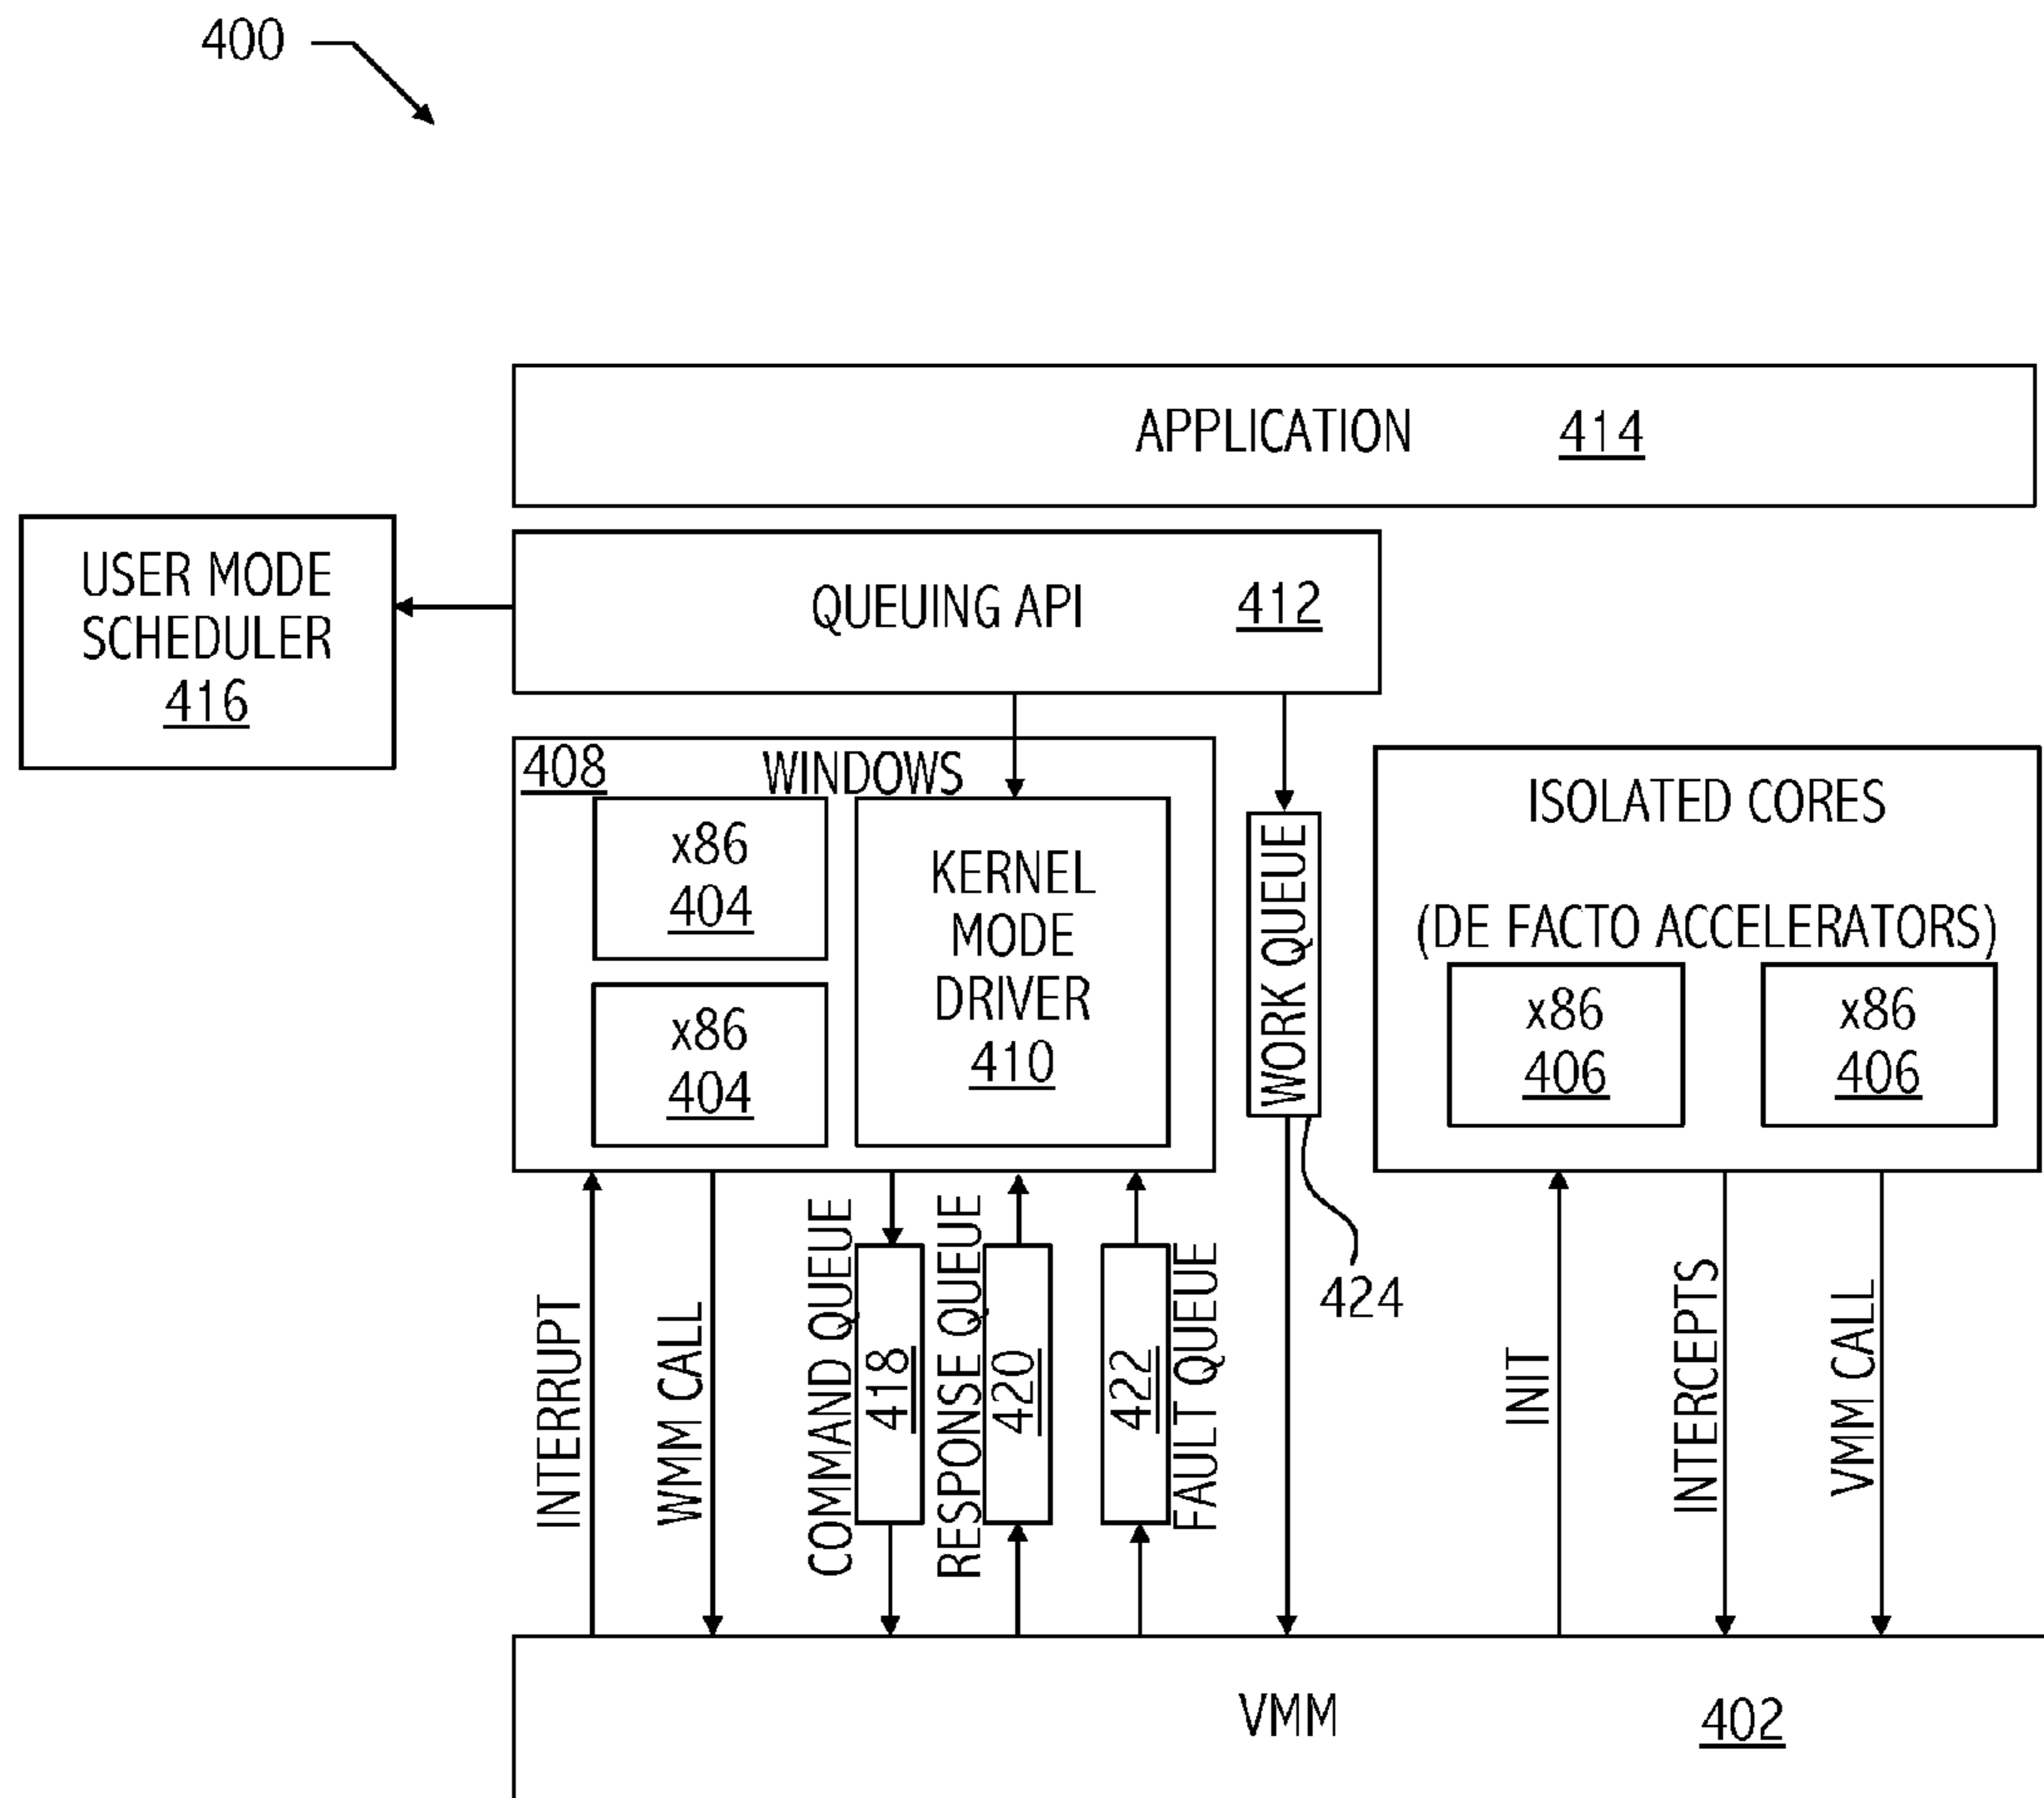 400
APPLICATION 414
USER MODE
SCHEDULER
416
QUEUING API 412
408 WINDOWS
x86
404
x86
404
KERNEL
MODE
DRIVER
410
WORK QUEUE
424
ISOLATED CORES
(DE FACTO ACCELERATORS)
x86
406
x86
406
INTERRUPT
WMM CALL
COMMAND QUEUE
418
RESPONSE QUEUE
420
422
FAULT QUEUE
INIT
INTERCEPTS
VMM CALL
VMM 402